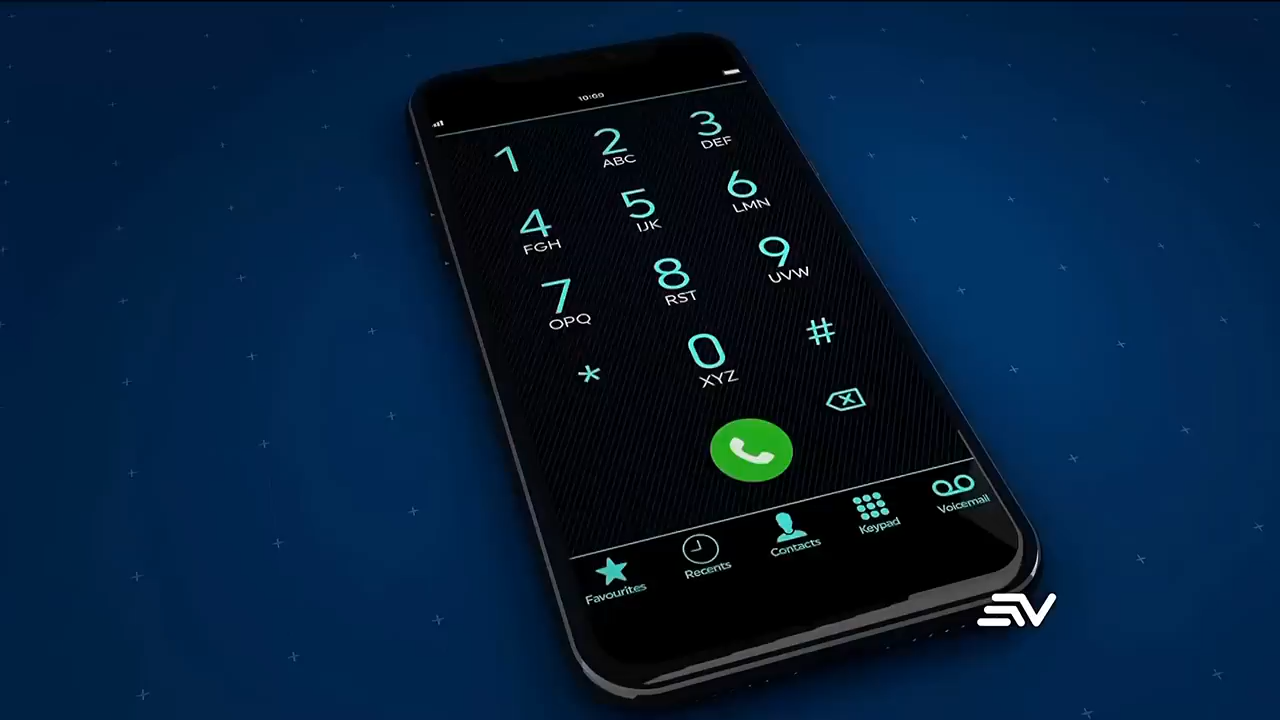 10:00
1 2 3
ABC DEF
4 5 6
FGH IJK LMN
7 8 9
OPQ RST UVW
* 0 #
XYZ
Favourites Recents Contacts Keypad Voicemail